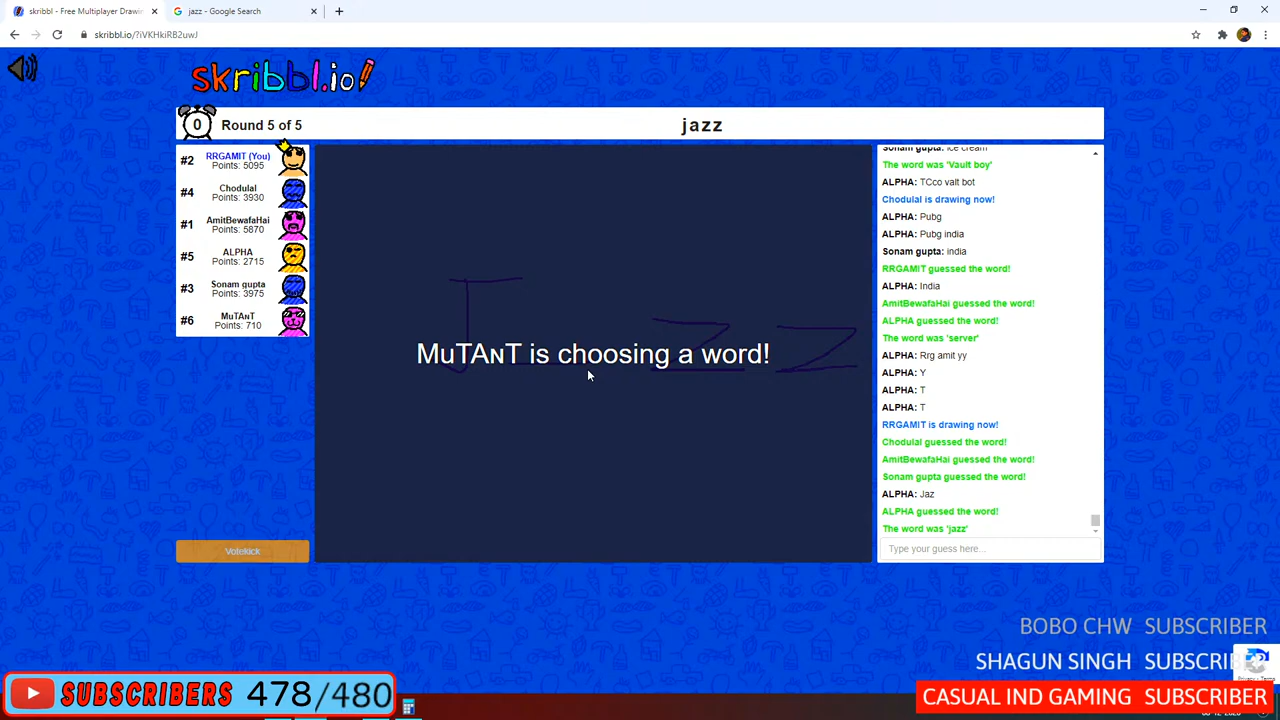 skribbl - Free Multiplayer Drawin
jazz - Google Search
skribbl.io/?iVKHkiRB2uwJ
skribbl.io
0
Round 5 of 5
jazz
#2
RRGAMIT (You)
Points: 5095
#4
Chodulal
Points: 3930
#1
AmitBewafaHai
Points: 5870
#5
ALPHA
Points: 2715
#3
Sonam gupta
Points: 3975
#6
MuTAɴT
Points: 710
Votekick
J z z
MuTAɴT is choosing a word!
Sonam gupta: ice cream
The word was 'Vault boy'
ALPHA: TCco valt bot
Chodulal is drawing now!
ALPHA: Pubg
ALPHA: Pubg india
Sonam gupta: india
RRGAMIT guessed the word!
ALPHA: India
AmitBewafaHai guessed the word!
ALPHA guessed the word!
The word was 'server'
ALPHA: Rrg amit yy
ALPHA: Y
ALPHA: T
ALPHA: T
RRGAMIT is drawing now!
Chodulal guessed the word!
AmitBewafaHai guessed the word!
Sonam gupta guessed the word!
ALPHA: Jaz
ALPHA guessed the word!
The word was 'jazz'
Type your guess here...
BOBO CHW SUBSCRIBER
SHAGUN SINGH SUBSCRIB
CASUAL IND GAMING SUBSCRIBER
Privacy - Terms
SUBSCRIBERS 478/480